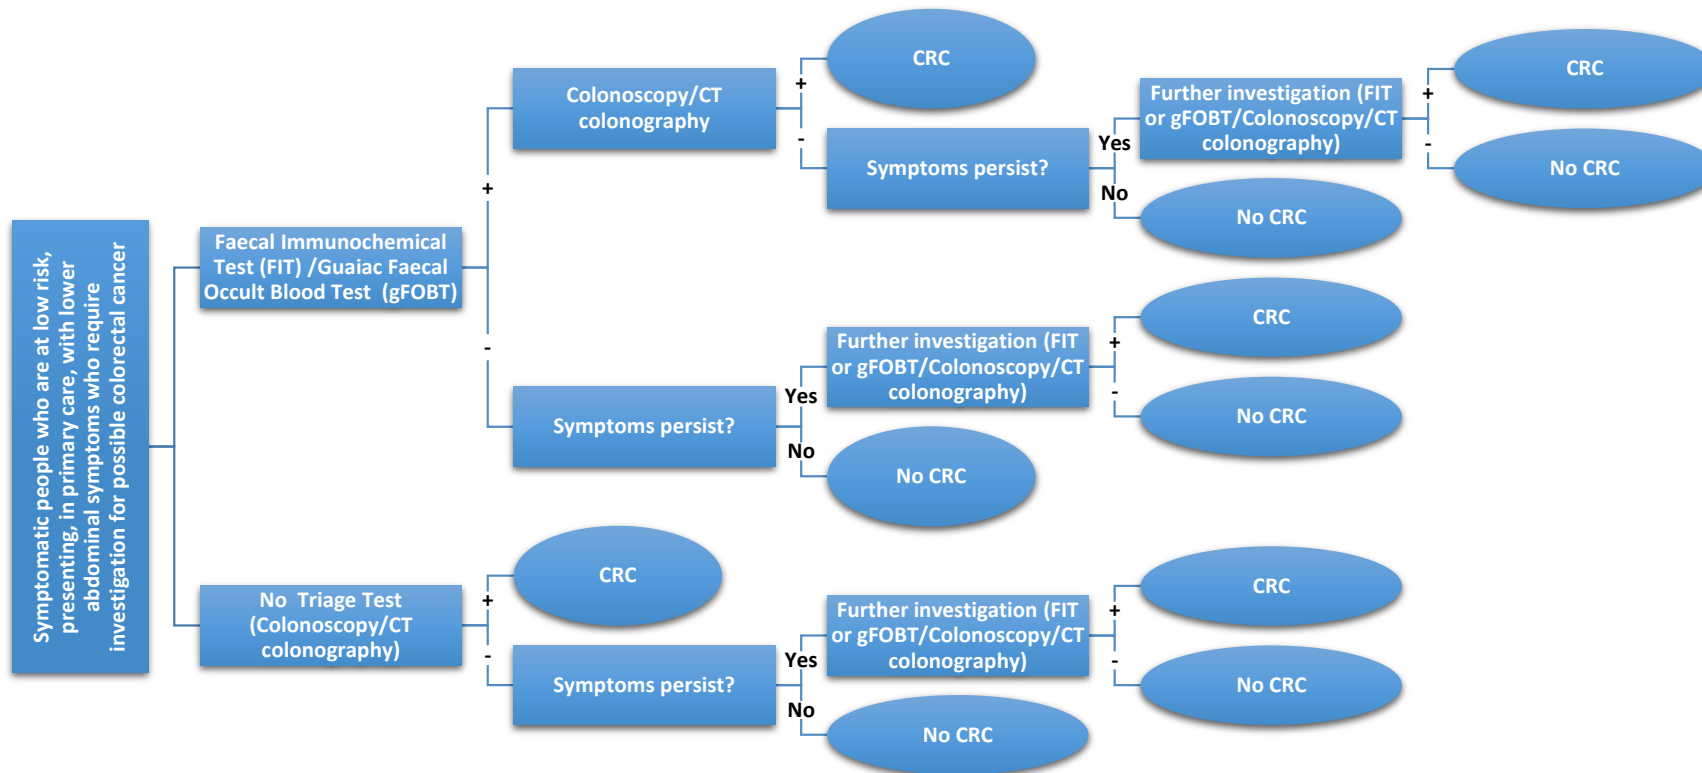 Symptomatic people who are at low risk,
presenting, in primary care, with lower
abdominal symptoms who require
investigation for possible colorectal cancer
Faecal Immunochemical
Test (FIT) /Guaiac Faecal
Occult Blood Test (gFOBT)
+
-
Colonoscopy/CT
colonography
+
-
CRC
Symptoms persist?
Yes
No
Further investigation (FIT
or gFOBT/Colonoscopy/CT
colonography)
+
-
CRC
No CRC
No CRC
Symptoms persist?
Yes
No
Further investigation (FIT
or gFOBT/Colonoscopy/CT
colonography)
+
-
CRC
No CRC
No CRC
No Triage Test
(Colonoscopy/CT
colonography)
+
-
CRC
Symptoms persist?
Yes
No
Further investigation (FIT
or gFOBT/Colonoscopy/CT
colonography)
+
-
CRC
No CRC
No CRC